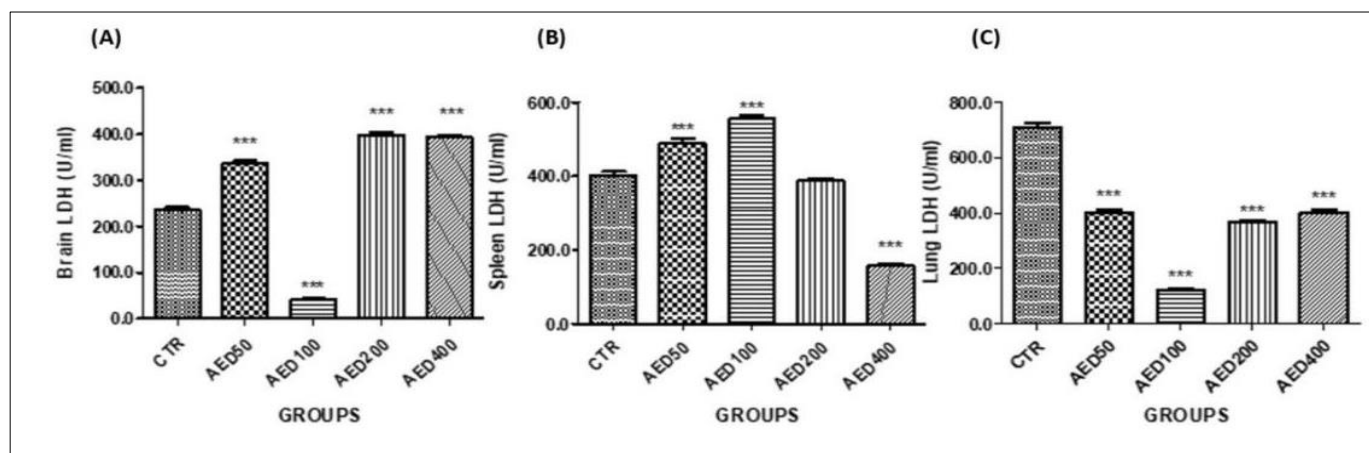 (A)
Brain LDH (U/ml)
500.0
400.0
300.0
200.0
100.0
0.0
***
***
***
***
CTR
AED50
AED100
AED200
AED400
GROUPS
(B)
Spleen LDH (U/ml)
600.0
400.0
200.0
0.0
***
***
***
CTR
AED50
AED100
AED200
AED400
GROUPS
(C)
Lung LDH (U/ml)
800.0
600.0
400.0
200.0
0.0
***
***
***
***
CTR
AED50
AED100
AED200
AED400
GROUPS